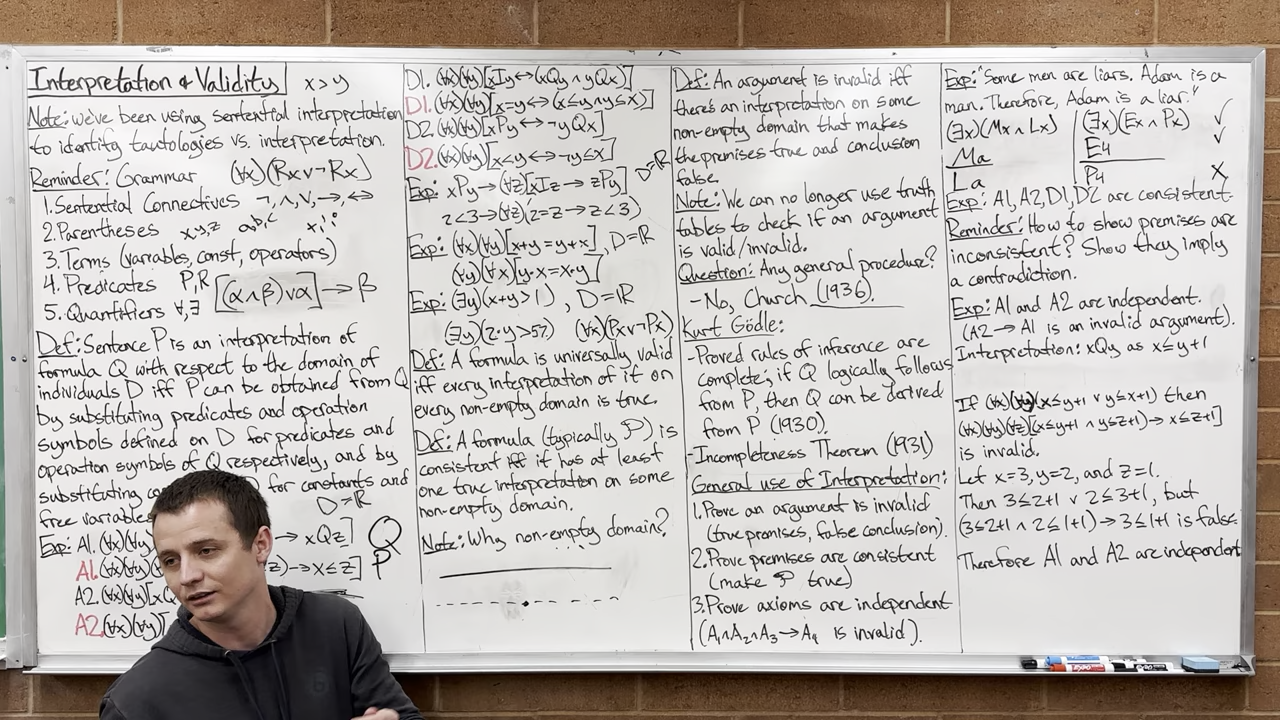 Interpretation & Validity x>y
Note: we've been using sentential interpretation
to identify tautologies vs. interpretation.
Reminder: Grammar (∀x)(Rx∨¬Rx)
1. Sentential Connectives ¬,∧,∨,→,↔
2. Parentheses x,y,z a,b,c
3. Terms (variables, const, operators)
4. Predicates P,R [(α∧β)∨α]→β
5. Quantifiers ∀,∃
Def: Sentence P is an interpretation of
formula Q with respect to the domain of
individuals D iff P can be obtained from Q
by substituting predicates and operation
symbols defined on D for predicates and
operation symbols of Q respectively, and by
substituting for constants and
free variables D=ℝ
Exp: A1. (∀x)(∀y) → xQz] Q
A1. (∀x)(∀y) z)→x≤z] P
A2. (∀x)(∀y)[x
A2. (∀x)(∀y)
D1. (∀x)(∀y)[xIy↔(xQy∧yQx)]
D1. (∀x)(∀y)[x=y↔(x≤y∧y≤x)]
D2. (∀x)(∀y)[xPy↔¬yQx]
D2. (∀x)(∀y)[x<y↔¬y≤x]
Exp: xPy→(∀z)[xIz→zPy] D=ℝ
2<3→(∀z)(2=z→z<3)
Exp: (∀x)(∀y)[x+y=y+x], D=ℝ
(∀y)(∀x)[y·x=x·y]
Exp: (∃y)(x+y>1), D=ℝ
(∃y)(2·y>5?) (∀x)(Px∨¬Px)
Def: A formula is universally valid
iff every interpretation of it on
every non-empty domain is true.
Def: A formula (typically P) is
consistent iff it has at least
one true interpretation on some
non-empty domain.
Note: Why non-empty domain?
Def: An argument is invalid iff
there's an interpretation on some
non-empty domain that makes
the premises true and conclusion
false.
Note: We can no longer use truth
tables to check if an argument
is valid/invalid.
Question: Any general procedure?
-No, Church (1936).
Kurt Gödle:
-Proved rules of inference are
complete; if Q logically follows
from P, then Q can be derived
from P (1930).
-Incompleteness Theorem (1931)
General use of Interpretation:
1. Prove an argument is invalid
(true premises, false conclusion).
2. Prove premises are consistent
(make P true)
3. Prove axioms are independent
(A₁∧A₂∧A₃→A₄ is invalid).
Exp: "Some men are liars. Adam is a
man. Therefore, Adam is a liar."
(∃x)(Mx∧Lx) (∃x)(Ex∧Px) ✓
Ma E4 ✓
La P4 X
Exp: A1, A2, D1, D2 are consistent.
Reminder: How to show premises are
inconsistent? Show they imply
a contradiction.
Exp: A1 and A2 are independent.
(A2→A1 is an invalid argument).
Interpretation: xQy as x≤y+1
If (∀x)(∀y)(x≤y+1 ∨ y≤x+1) then
(∀x)(∀y)(∀z)[(x≤y+1 ∧ y≤z+1)→x≤z+1]
is invalid.
Let x=3, y=2, and z=1.
Then 3≤2+1 ∨ 2≤3+1, but
(3≤2+1 ∧ 2≤1+1)→3≤1+1 is false
Therefore A1 and A2 are independent